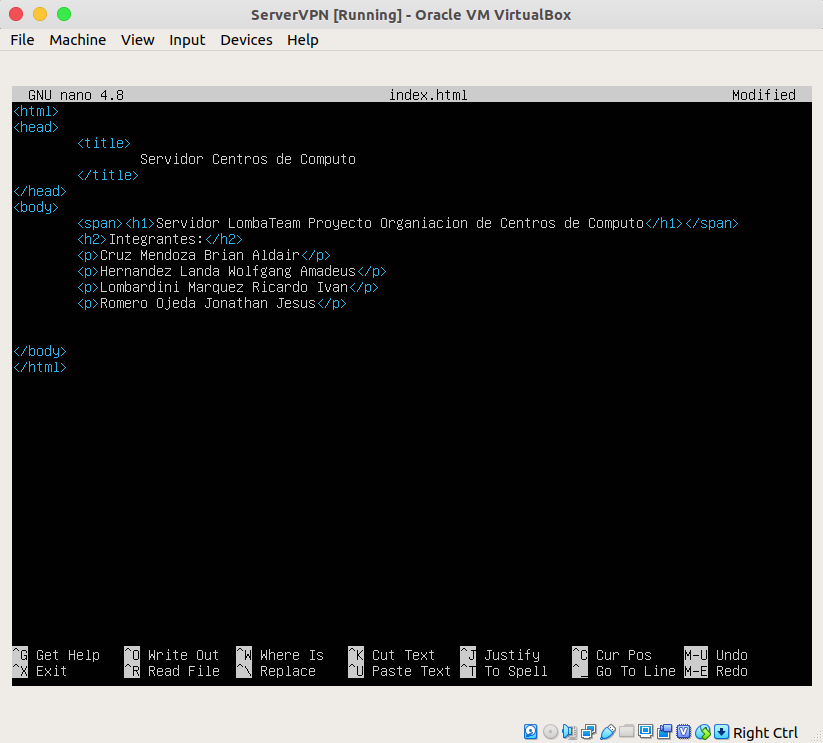 ServerVPN [Running] - Oracle VM VirtualBox
File Machine View Input Devices Help
GNU nano 4.8 index.html Modified
<html>
<head>
<title>
Servidor Centros de Computo
</title>
</head>
<body>
<span><h1>Servidor LombaTeam Proyecto Organiacion de Centros de Computo</h1></span>
<h2>Integrantes:</h2>
<p>Cruz Mendoza Brian Aldair</p>
<p>Hernandez Landa Wolfgang Amadeus</p>
<p>Lombardini Marquez Ricardo Ivan</p>
<p>Romero Ojeda Jonathan Jesus</p>
</body>
</html>
^G Get Help ^O Write Out ^W Where Is ^K Cut Text ^J Justify ^C Cur Pos M-U Undo
^X Exit ^R Read File ^\ Replace ^U Paste Text ^T To Spell ^_ Go To Line M-E Redo
Right Ctrl